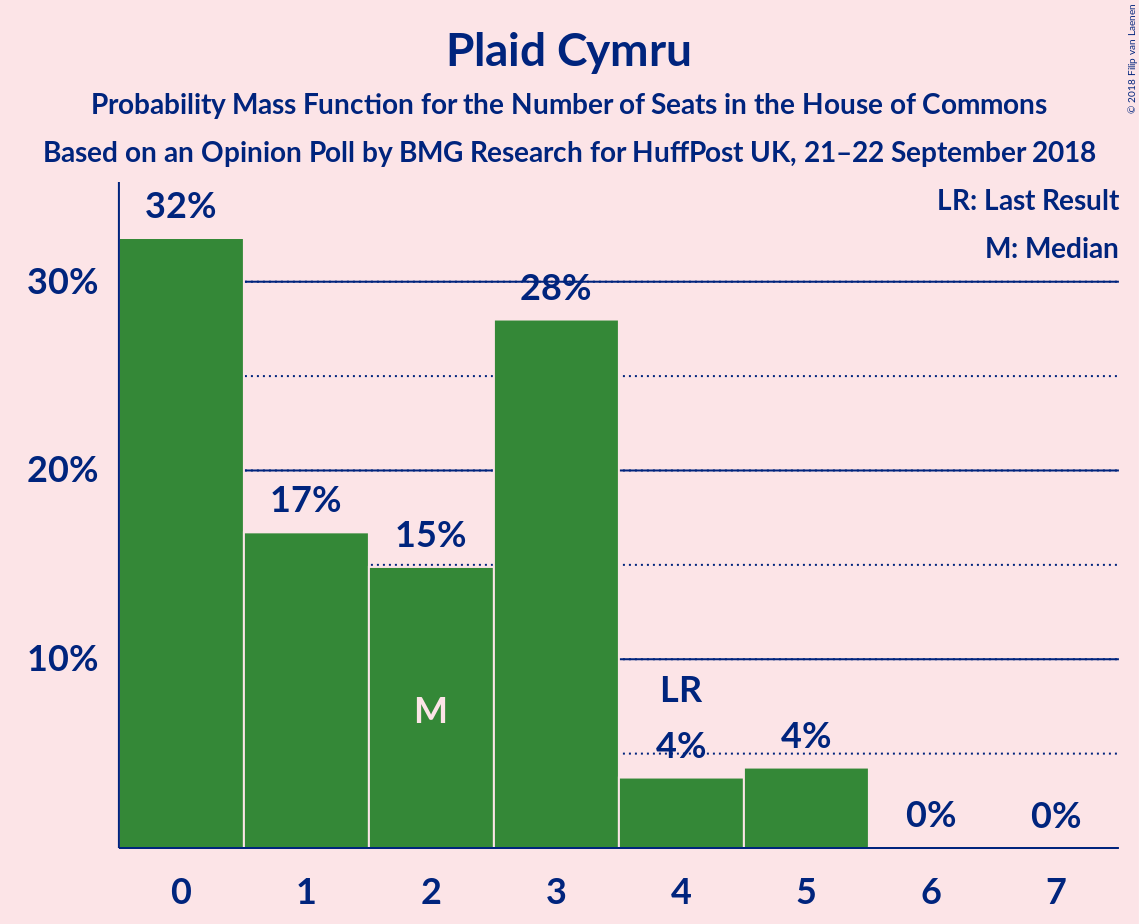 Plaid Cymru
Probability Mass Function for the Number of Seats in the House of Commons
Based on an Opinion Poll by BMG Research for HuffPost UK, 21–22 September 2018
© 2018 Filip van Laenen
LR: Last Result
M: Median
32%
30%
28%
20%
17%
15%
10%
M
LR
4%
4%
0%
0%
0 1 2 3 4 5 6 7